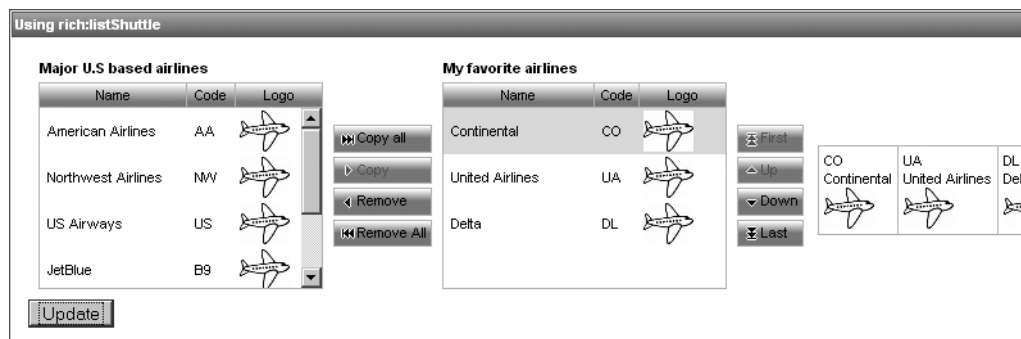 Using rich:listShuttle
Major U.S based airlines
Name Code Logo
American Airlines AA
Northwest Airlines NW
US Airways US
JetBlue B9
Copy all
Copy
Remove
Remove All
My favorite airlines
Name Code Logo
Continental CO
United Airlines UA
Delta DL
First
Up
Down
Last
CO UA DL
Continental United Airlines Del
Update